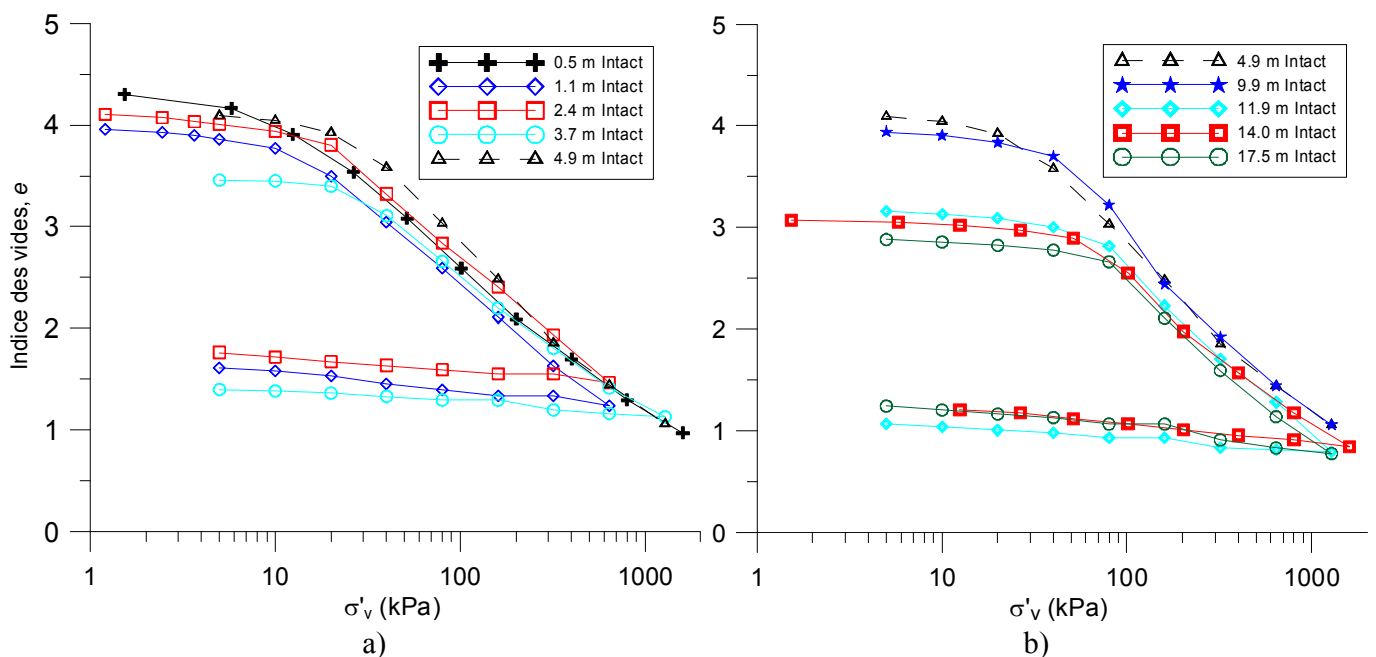 5
4
3
2
1
0
Indice des vides, e
1
10
100
1000
σ'v (kPa)
a)
0.5 m Intact
1.1 m Intact
2.4 m Intact
3.7 m Intact
4.9 m Intact
5
4
3
2
1
0
1
10
100
1000
σ'v (kPa)
b)
4.9 m Intact
9.9 m Intact
11.9 m Intact
14.0 m Intact
17.5 m Intact